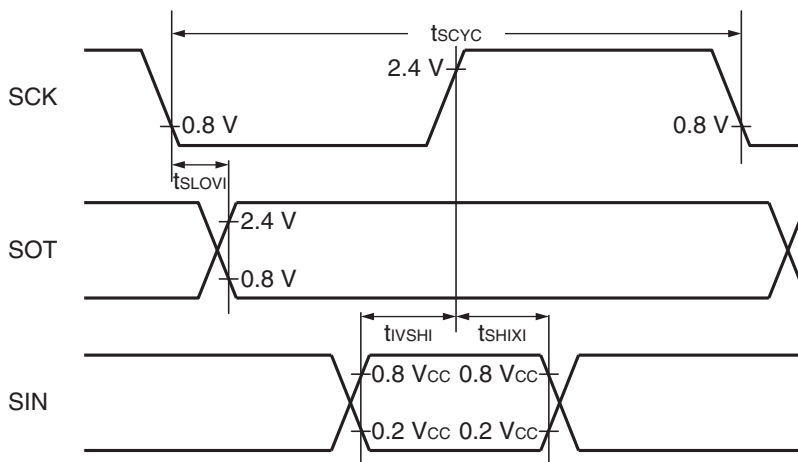 tSCYC
2.4 V
SCK
0.8 V
0.8 V
tSLOVI
2.4 V
SOT
0.8 V
tIVSHI
tSHIXI
0.8 VCC
0.8 VCC
SIN
0.2 VCC
0.2 VCC